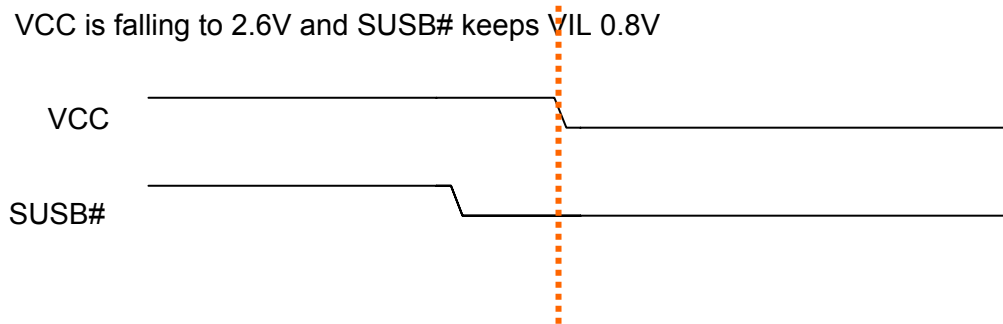 VCC is falling to 2.6V and SUSB# keeps VIL 0.8V
VCC
SUSB#